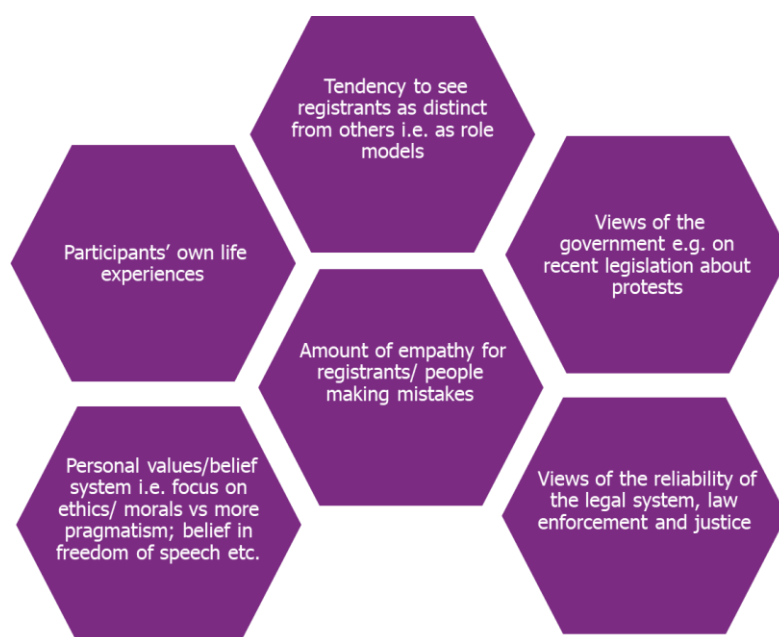 Tendency to see
registrants as distinct
from others i.e. as role
models
Participants’ own life
experiences
Views of the
government e.g. on
recent legislation about
protests
Amount of empathy for
registrants/ people
making mistakes
Personal values/belief
system i.e. focus on
ethics/ morals vs more
pragmatism; belief in
freedom of speech etc.
Views of the reliability of
the legal system, law
enforcement and justice